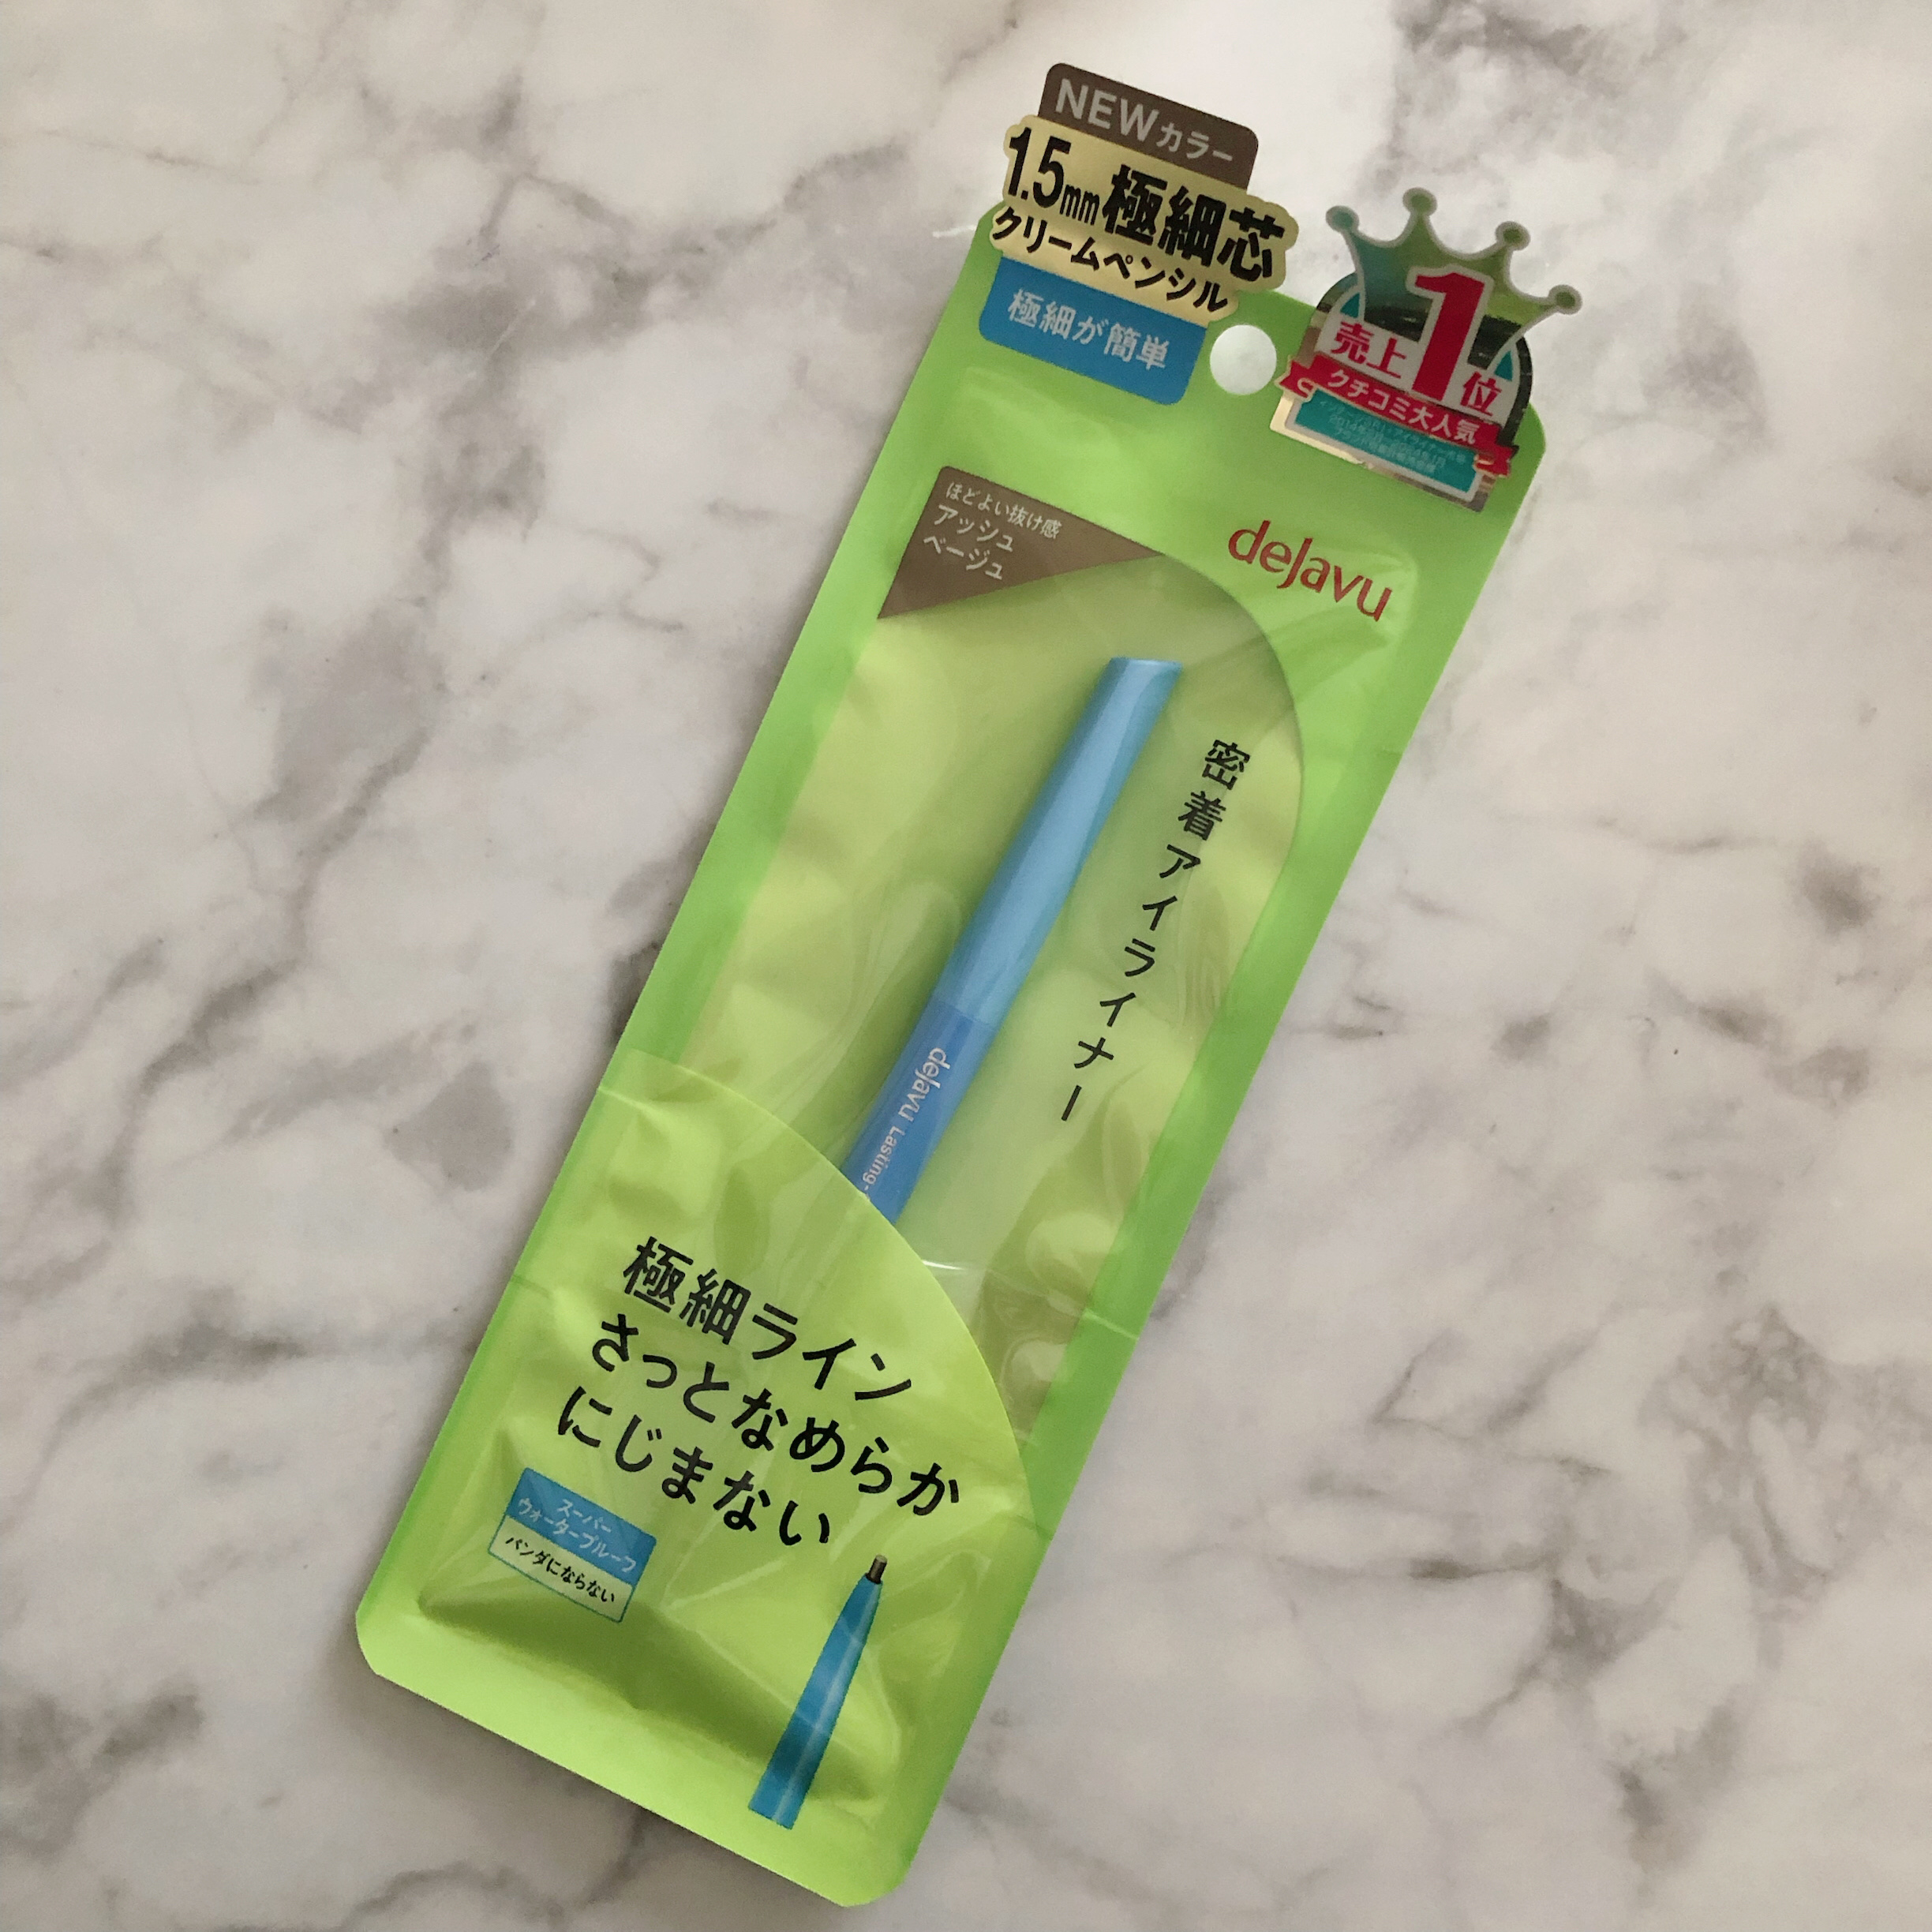 NEWカラー
1.5mm極細芯
クリームペンシル
極細が簡単
売上1位
クチコミ大人気
ほどよい抜け感
アッシュ
ベージュ
dejavu
密着アイライナー
dejavu Lasting-
極細ライン
さっとなめらか
にじまない
スーパー
ウォータープルーフ
パンダにならない